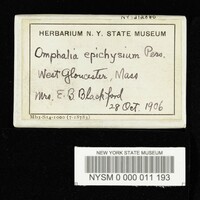 HERBARIUM N. Y. STATE MUSEUM
Omphalia epichysium Pers.
West Gloucester, Mass
Mrs. E. B. Blackford
28 Oct. 1906
NEW YORK STATE MUSEUM
NYSM 0 000 011 193